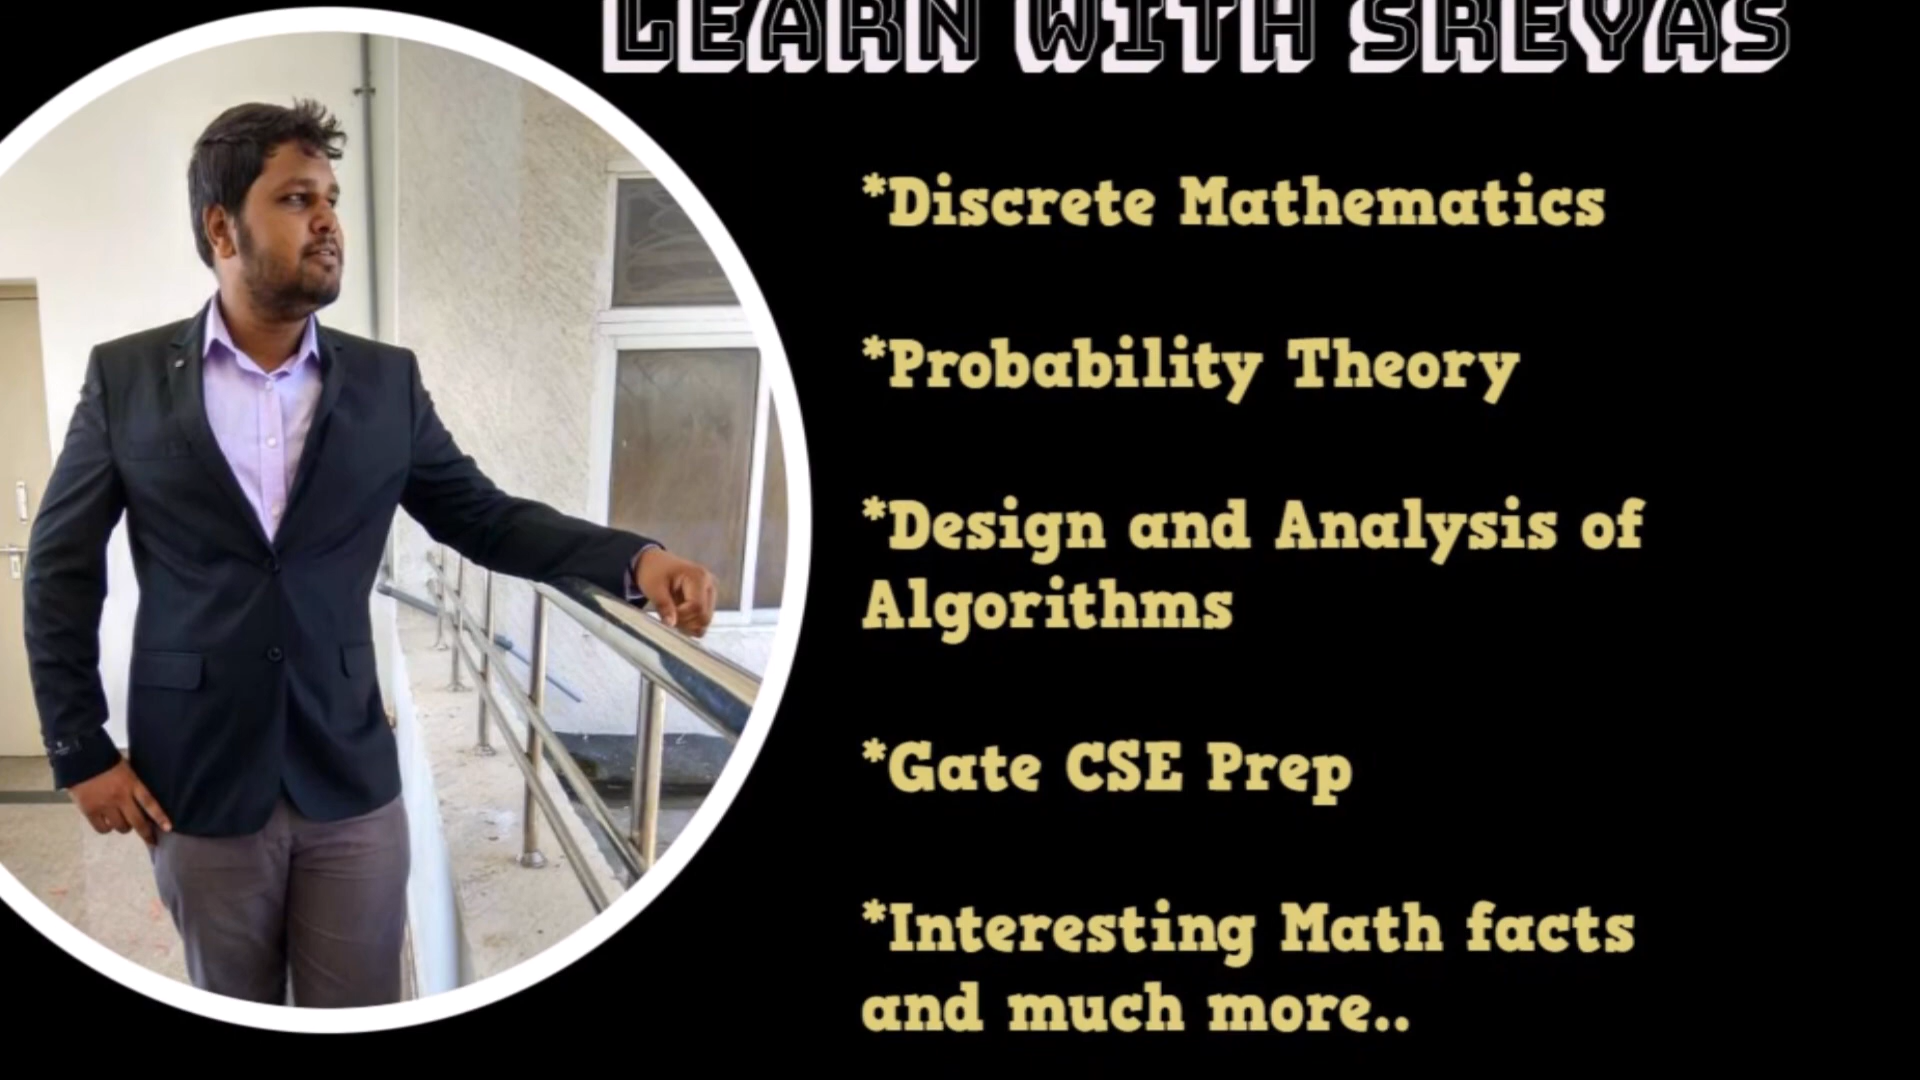 LEARN WITH SREYAS
*Discrete Mathematics
*Probability Theory
*Design and Analysis of
Algorithms
*Gate CSE Prep
*Interesting Math facts
and much more..